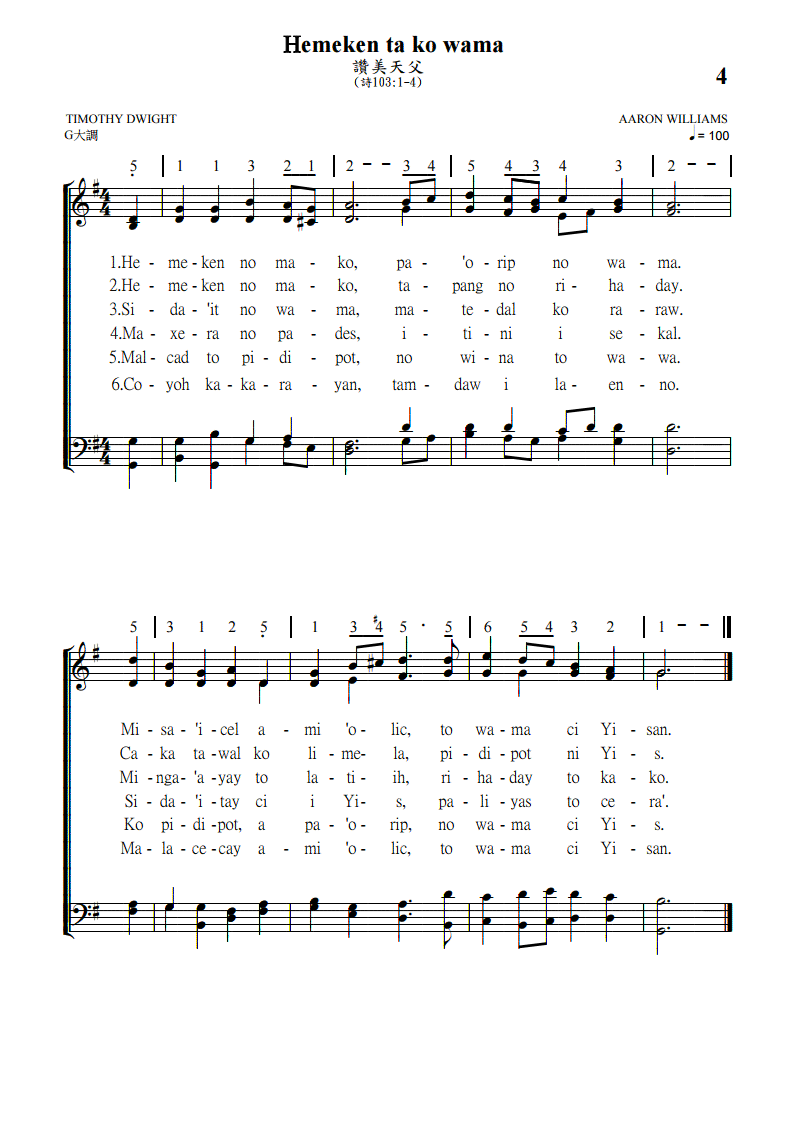 Hemeken ta ko wama
讚美天父
(詩103:1-4)
4
TIMOTHY DWIGHT
AARON WILLIAMS
G大調
♩ = 100
5 | 1 1 3 2 1 | 2 - - 3 4 | 5 4 3 4 3 | 2 - - |
1.He - me - ken no ma - ko, pa - 'o - rip no wa - ma.
2.He - me - ken no ma - ko, ta - pang no ri - ha - day.
3.Si - da - 'it no wa - ma, ma - te - dal ko ra - raw.
4.Ma - xe - ra no pa - des, i - ti - ni i se - kal.
5.Mal - cad to pi - di - pot, no wi - na to wa - wa.
6.Co - yoh ka - ka - ra - yan, tam - daw i la - en - no.
5 | 3 1 2 5 | 1 3 #4 5 · 5 | 6 5 4 3 2 | 1 - - ||
Mi - sa - 'i - cel a - mi 'o - lic, to wa - ma ci Yi - san.
Ca - ka ta - wal ko li - me - la, pi - di - pot ni Yi - s.
Mi - nga - 'a - yay to la - ti - ih, ri - ha - day to ka - ko.
Si - da - 'i - tay ci i Yi - s, pa - li - yas to ce - ra'.
Ko pi - di - pot, a pa - 'o - rip, no wa - ma ci Yi - s.
Ma - la - ce - cay a - mi 'o - lic, to wa - ma ci Yi - san.